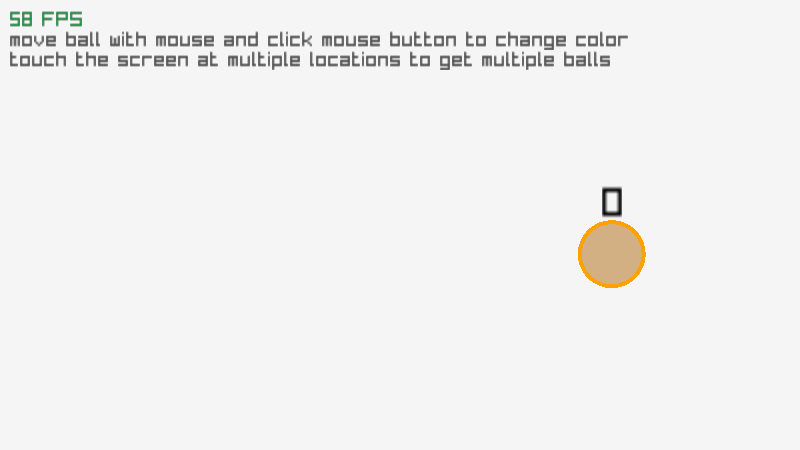 58 FPS
move ball with mouse and click mouse button to change color
touch the screen at multiple locations to get multiple balls
0